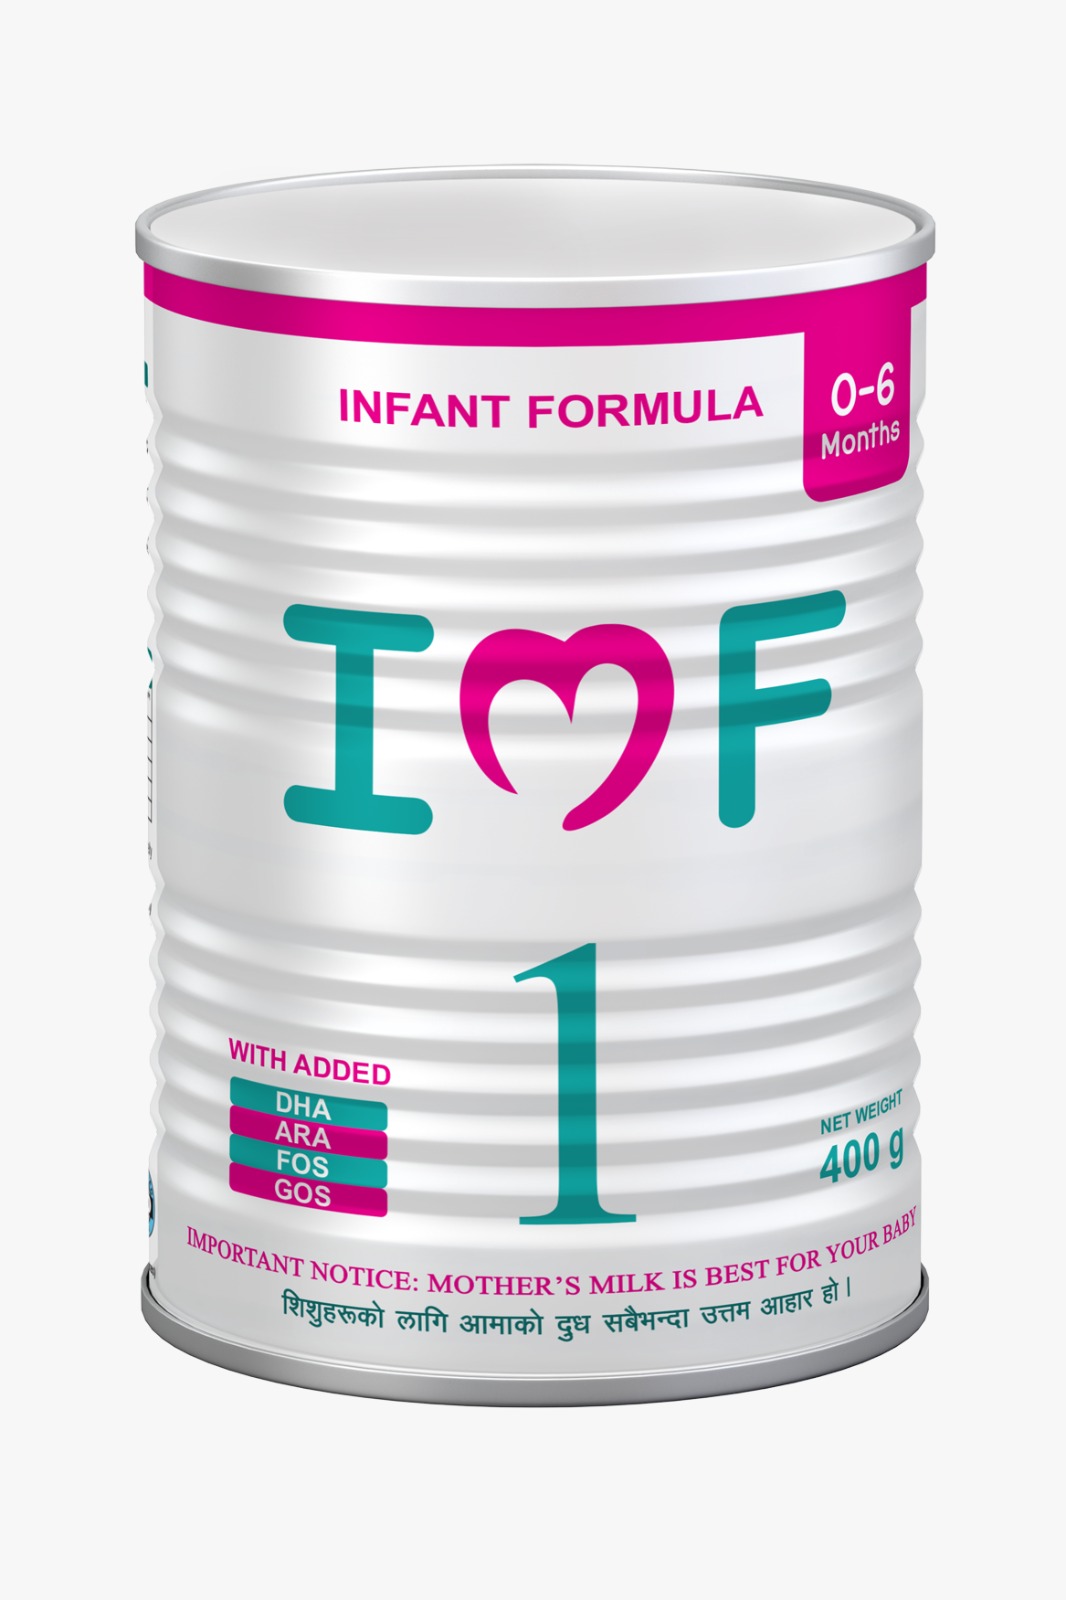 INFANT FORMULA
0-6
Months
IMF
1
WITH ADDED
DHA
ARA
FOS
GOS
NET WEIGHT
400 g
IMPORTANT NOTICE: MOTHER'S MILK IS BEST FOR YOUR BABY
शिशुहरूको लागि आमाको दुध सबैभन्दा उत्तम आहार हो।